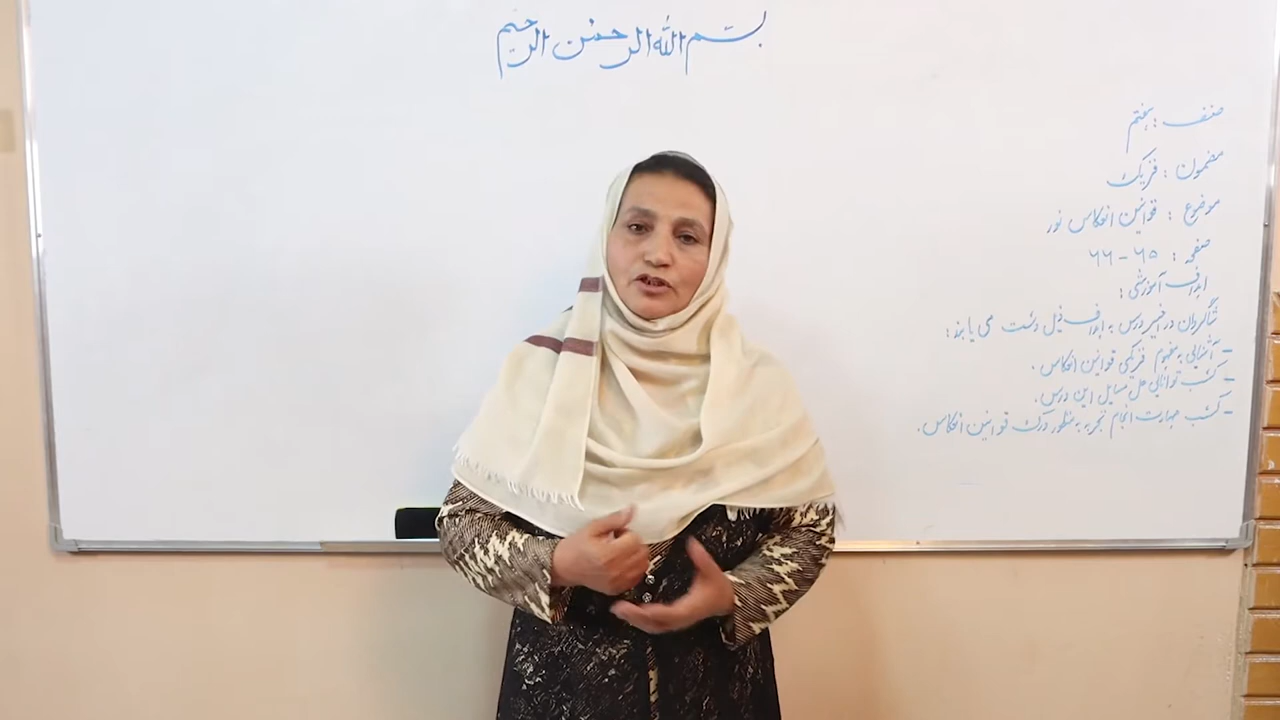 بسم الله الرحمن الرحیم
صنف : هفتم
مضمون : فزیک
موضوع : قوانین انعکاس نور
صفحه : ۶۵ - ۶۶
اهداف آموزشی :
شاگردان در اخیر درس به اهداف ذیل دست می یابند :
- آشنایی به مفهوم فزیکی قوانین انعکاس .
- کسب توانایی حل مسایل این درس .
- کسب مهارت انجام تجربه به منظور درک قوانین انعکاس .